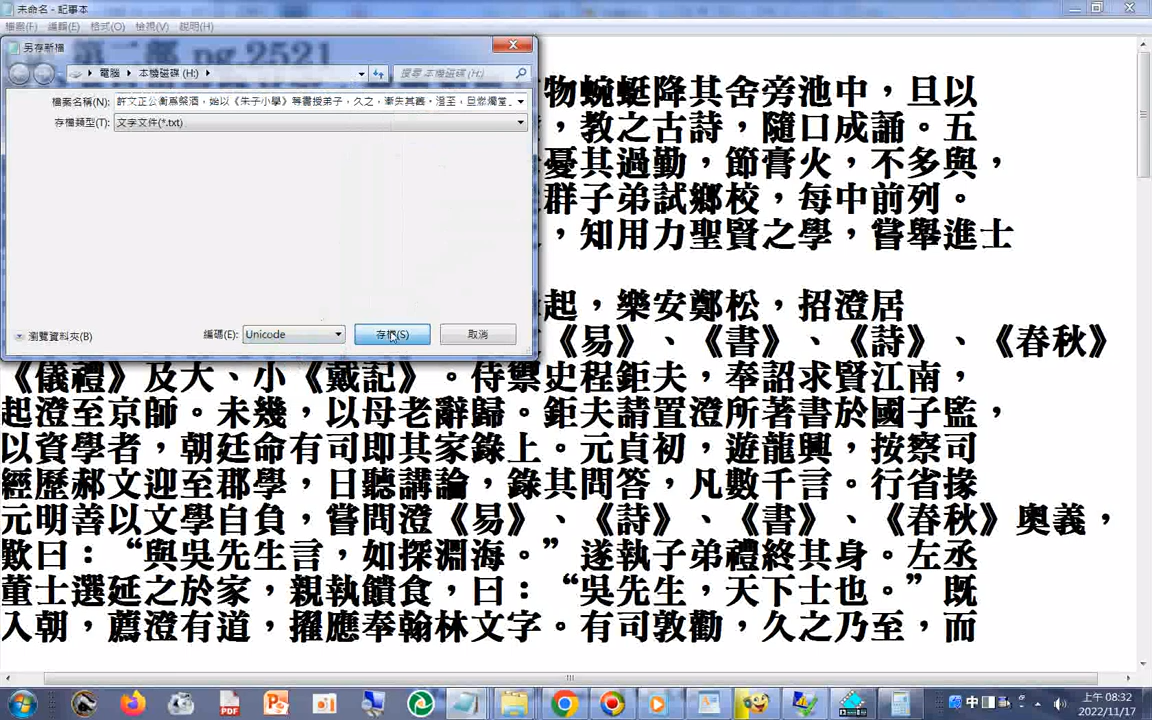 未命名 - 記事本
檔案(F) 編輯(E) 格式(O) 檢視(V) 說明(H)
第二部 pg.2521
另存新檔
電腦 本機磁碟 (H:)
搜尋 本機磁碟 (H:)
檔案名稱(N): 許文正公衡為祭酒，始以《朱子小學》等書授弟子，久之，漸失其舊。澄至，旦燃燭堂
存檔類型(T): 文字文件(*.txt)
瀏覽資料夾(B)
編碼(E): Unicode
存檔(S)
取消
物蜿蜓降其舍旁池中，旦以
，教之古詩，隨口成誦。五
憂其過勤，節膏火，不多與，
群子弟試鄉校，每中前列。
，知用力聖賢之學，嘗舉進士
起，樂安鄭松，招澄居
《易》、《書》、《詩》、《春秋》
《儀禮》及大、小《戴記》。侍禦史程鉅夫，奉詔求賢江南，
起澄至京師。未幾，以母老辭歸。鉅夫請置澄所著書於國子監，
以資學者，朝廷命有司即其家錄上。元貞初，遊龍興，按察司
經歷郝文迎至郡學，日聽講論，錄其問答，凡數千言。行省掾
元明善以文學自負，嘗問澄《易》、《詩》、《書》、《春秋》奧義，
歎曰：“與吳先生言，如探淵海。”遂執子弟禮終其身。左丞
董士選延之於家，親執饋食，曰：“吳先生，天下士也。”既
入朝，薦澄有道，擢應奉翰林文字。有司敦勸，久之乃至，而
中
上午 08:32
2022/11/17